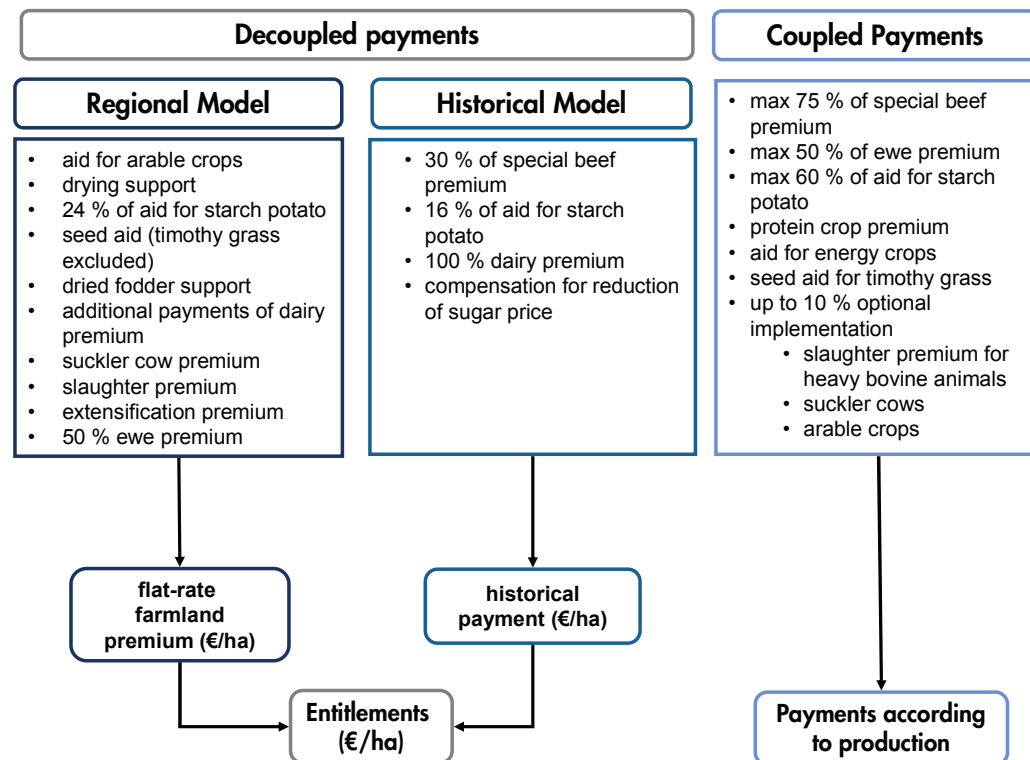 Decoupled payments
Coupled Payments
Regional Model
Historical Model
• aid for arable crops
• drying support
• 24 % of aid for starch potato
• seed aid (timothy grass
excluded)
• dried fodder support
• additional payments of dairy
premium
• suckler cow premium
• slaughter premium
• extensification premium
• 50 % ewe premium
• 30 % of special beef
premium
• 16 % of aid for starch
potato
• 100 % dairy premium
• compensation for reduction
of sugar price
• max 75 % of special beef
premium
• max 50 % of ewe premium
• max 60 % of aid for starch
potato
• protein crop premium
• aid for energy crops
• seed aid for timothy grass
• up to 10 % optional
implementation
• slaughter premium for
heavy bovine animals
• suckler cows
• arable crops
flat-rate
farmland
premium (€/ha)
historical
payment (€/ha)
Entitlements
(€/ha)
Payments according
to production